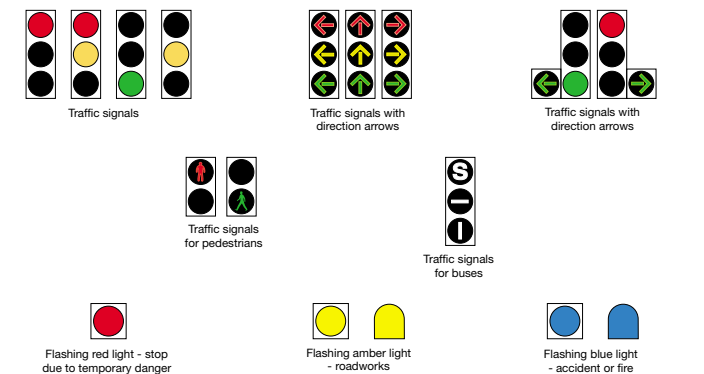 Traffic signals
Traffic signals with
direction arrows
Traffic signals with
direction arrows
Traffic signals
for pedestrians
S
Traffic signals
for buses
Flashing red light - stop
due to temporary danger
Flashing amber light
- roadworks
Flashing blue light
- accident or fire